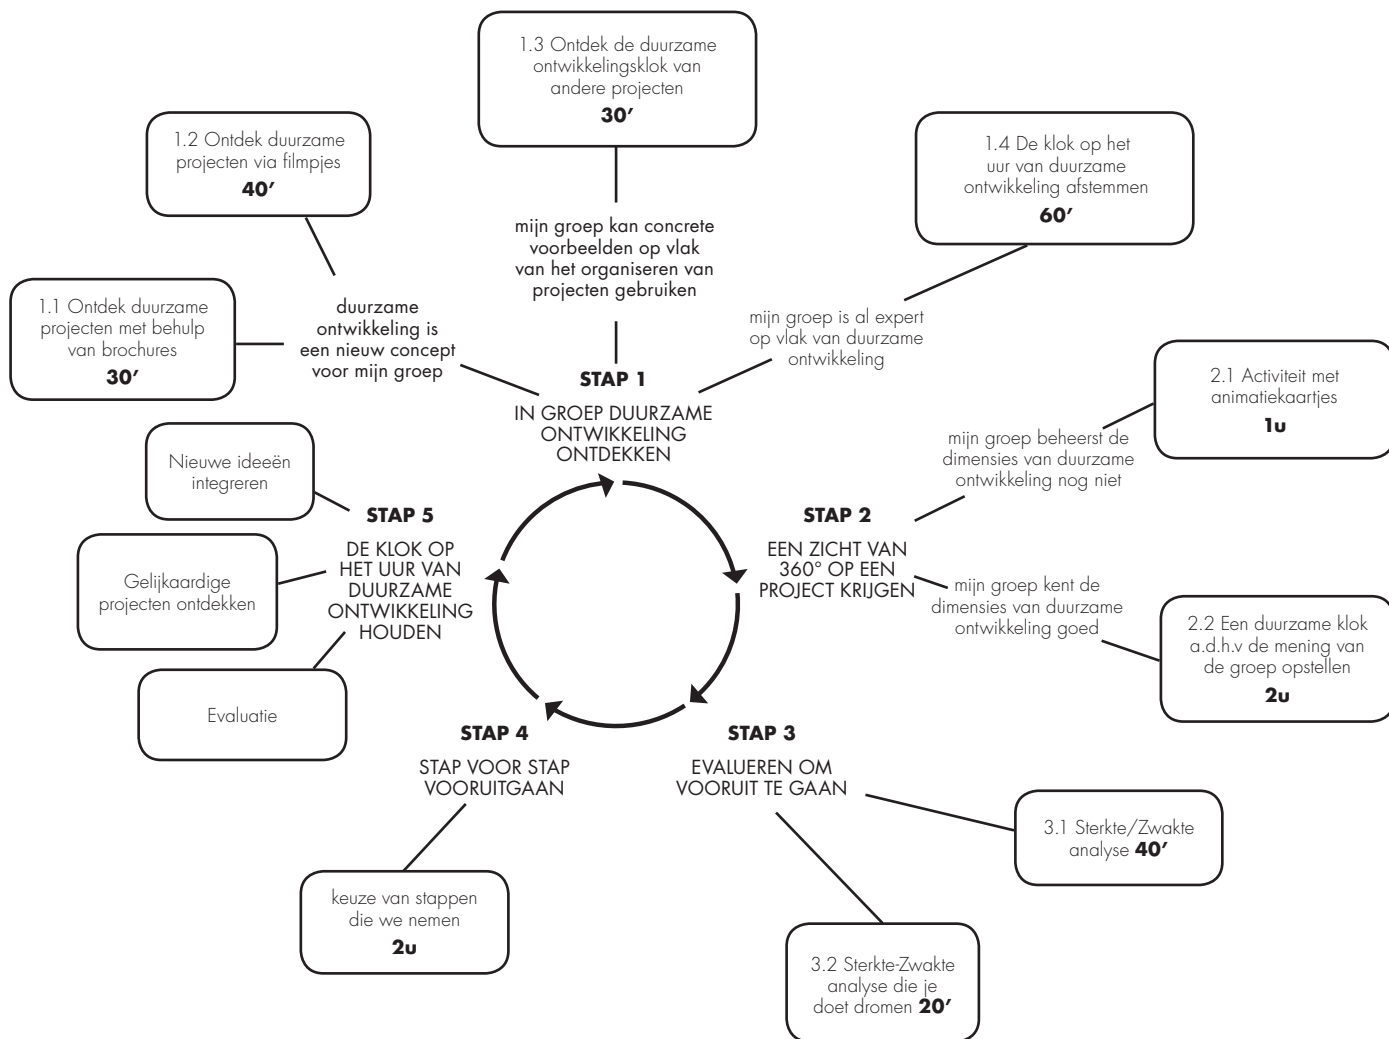 1.3 Ontdek de duurzame
ontwikkelingsklok van
andere projecten
30’
1.2 Ontdek duurzame
projecten via filmpjes
40’
1.4 De klok op het
uur van duurzame
ontwikkeling afstemmen
60’
mijn groep kan concrete
voorbeelden op vlak
van het organiseren van
projecten gebruiken
1.1 Ontdek duurzame
projecten met behulp
van brochures
30’
duurzame
ontwikkeling is
een nieuw concept
voor mijn groep
mijn groep is al expert
op vlak van duurzame
ontwikkeling
STAP 1
IN GROEP DUURZAME
ONTWIKKELING
ONTDEKKEN
2.1 Activiteit met
animatiekaartjes
1u
mijn groep beheerst de
dimensies van duurzame
ontwikkeling nog niet
STAP 2
EEN ZICHT VAN
360° OP EEN
PROJECT KRIJGEN
mijn groep kent de
dimensies van duurzame
ontwikkeling goed
2.2 Een duurzame klok
a.d.h.v de mening van
de groep opstellen
2u
Nieuwe ideeën
integreren
STAP 5
DE KLOK OP
HET UUR VAN
DUURZAME
ONTWIKKELING
HOUDEN
Gelijkaardige
projecten ontdekken
Evaluatie
STAP 4
STAP VOOR STAP
VOORUITGAAN
keuze van stappen
die we nemen
2u
STAP 3
EVALUEREN OM
VOORUIT TE GAAN
3.1 Sterkte/Zwakte
analyse 40’
3.2 Sterkte-Zwakte
analyse die je
doet dromen 20’